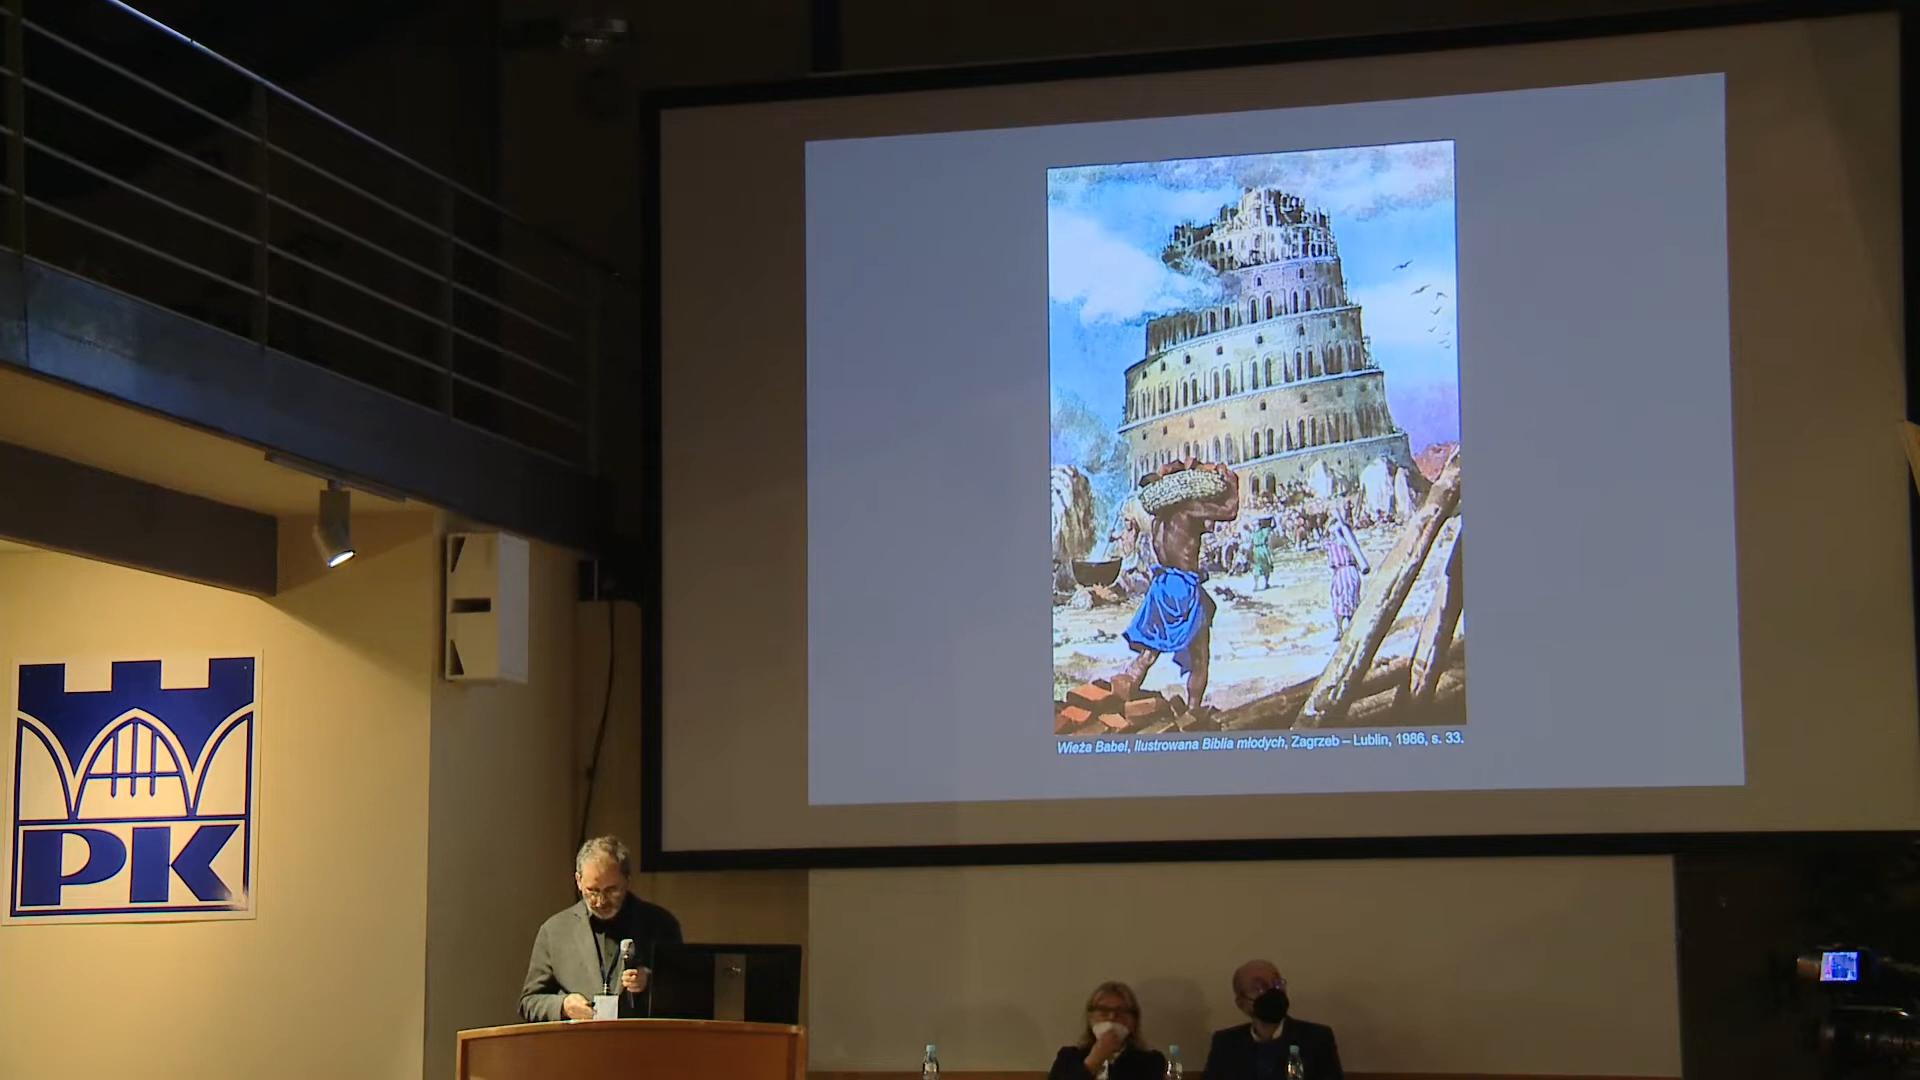 Wieża Babel, Ilustrowana Biblia młodych, Zagrzeb – Lublin, 1986, s. 33.
PK